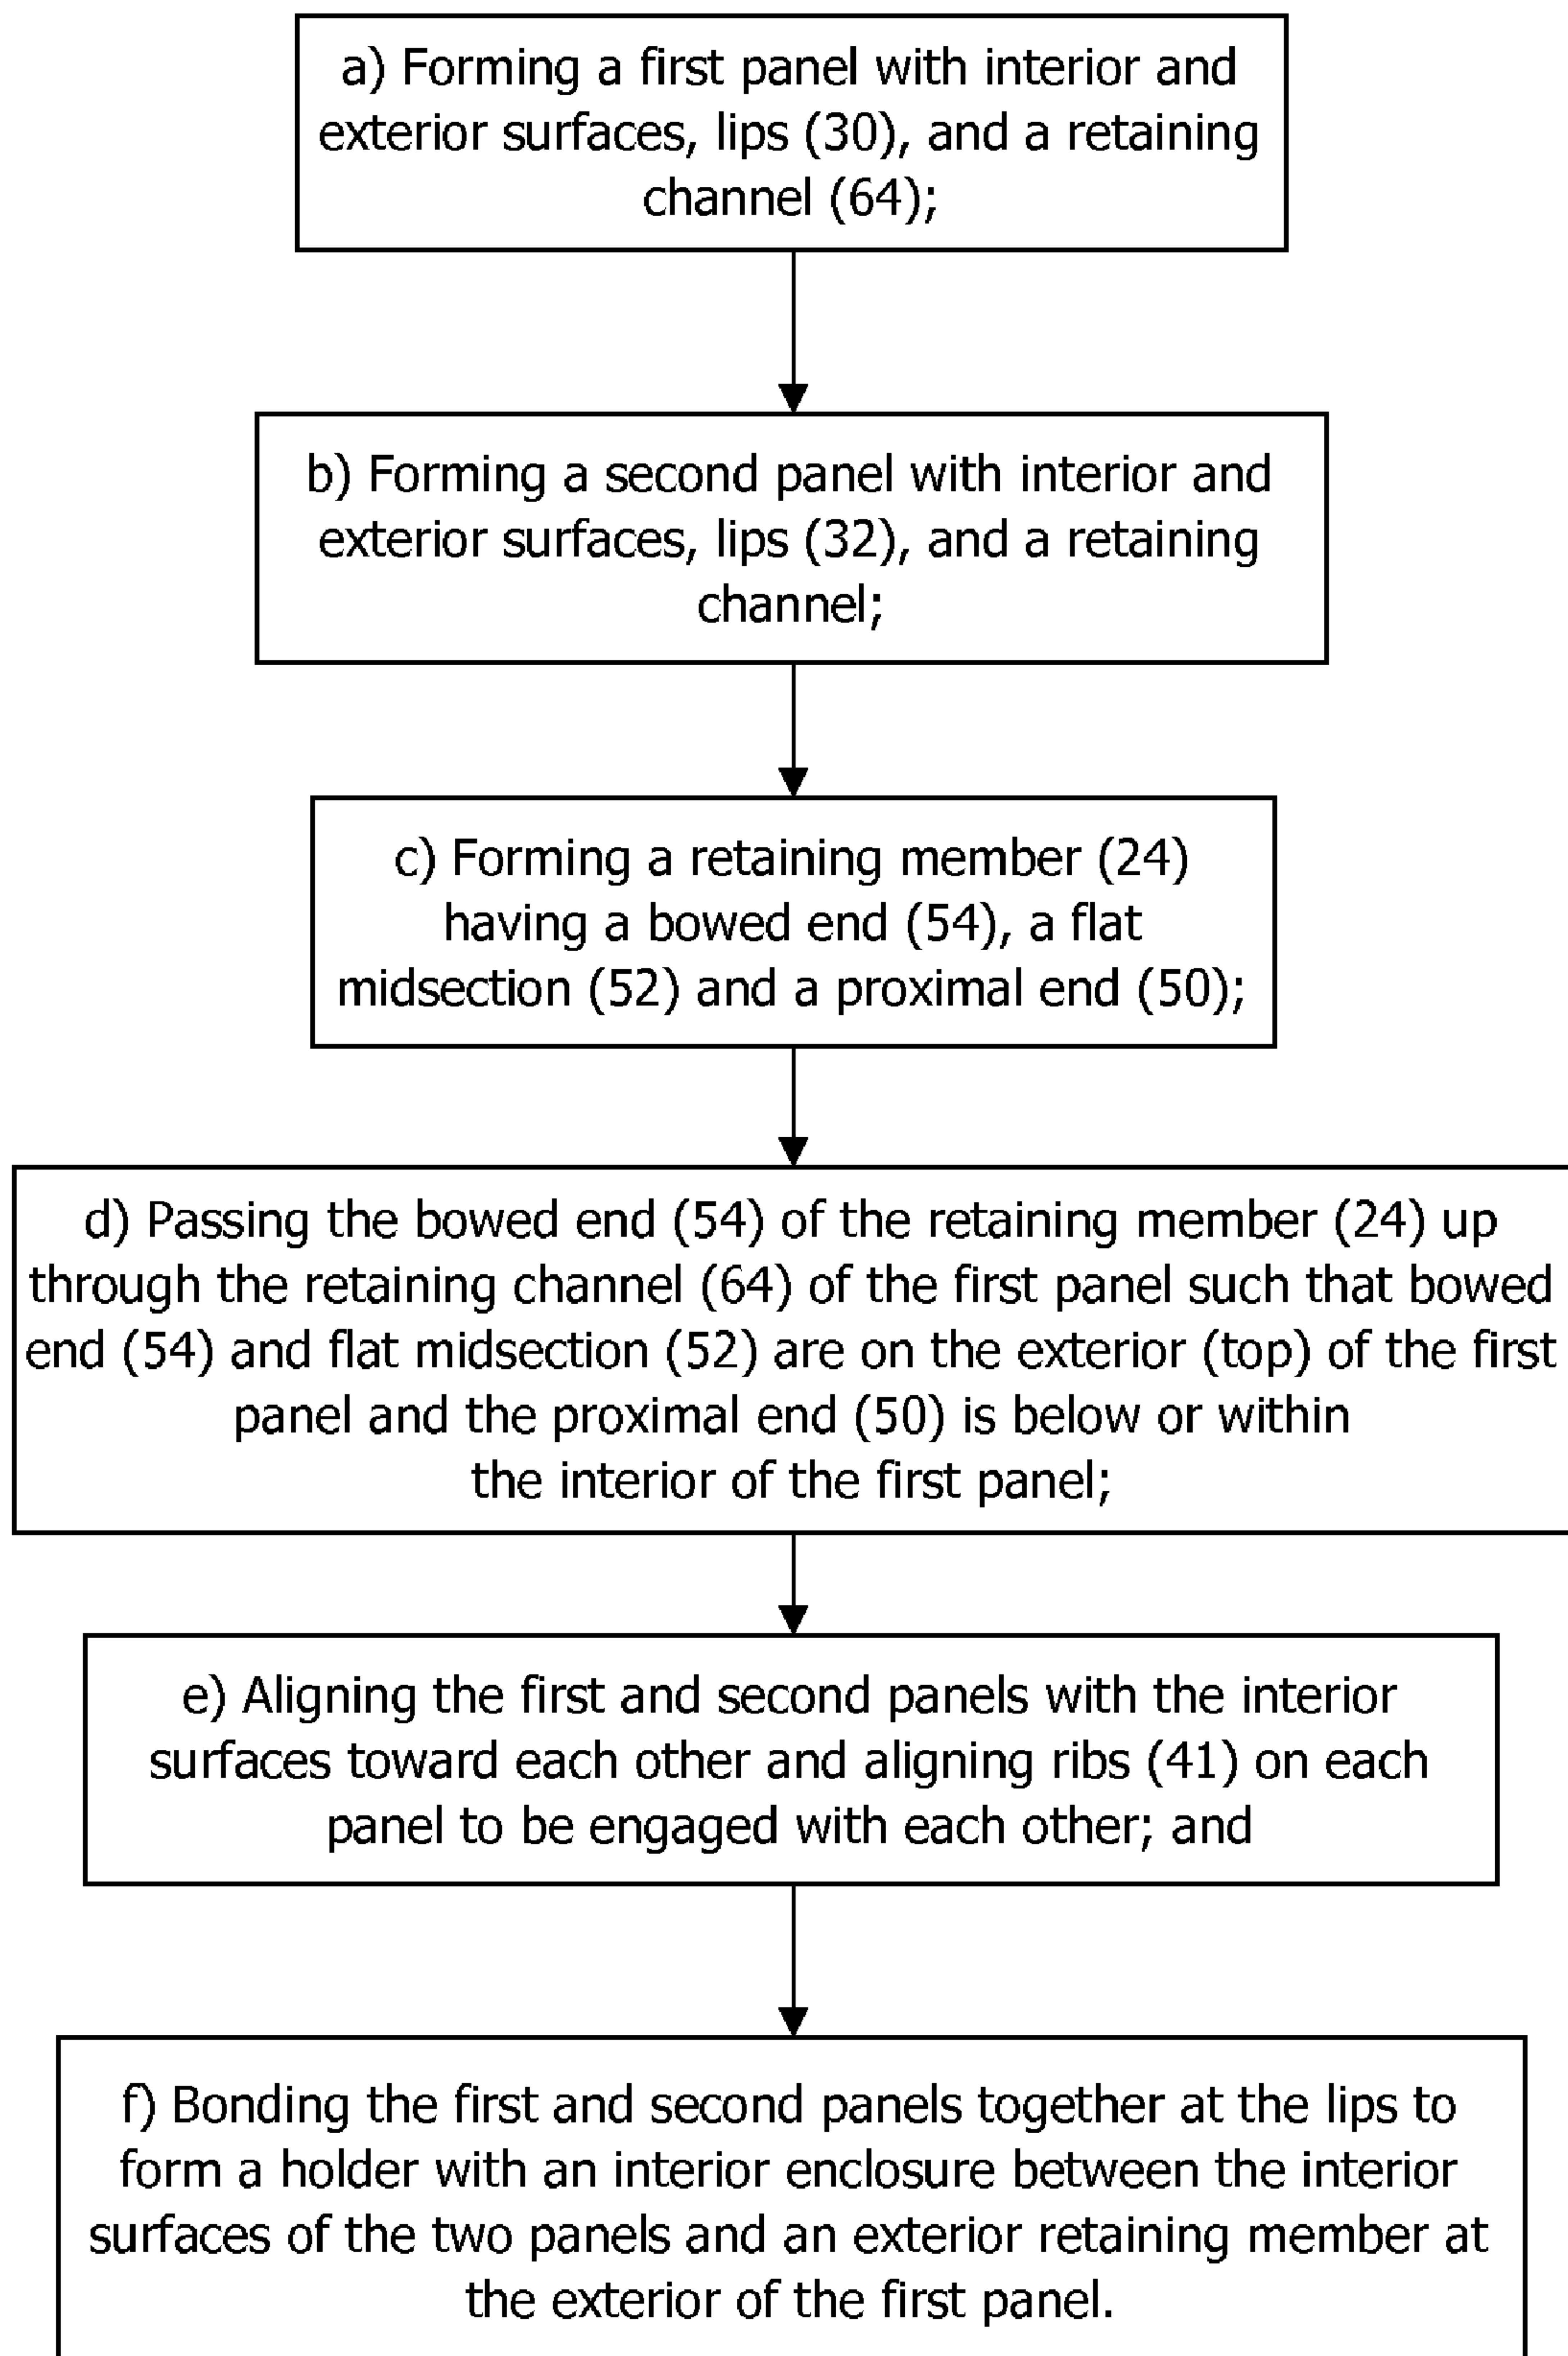 a) Forming a first panel with interior and
exterior surfaces, lips (30), and a retaining
channel (64);
b) Forming a second panel with interior and
exterior surfaces, lips (32), and a retaining
channel;
c) Forming a retaining member (24)
having a bowed end (54), a flat
midsection (52) and a proximal end (50);
d) Passing the bowed end (54) of the retaining member (24) up
through the retaining channel (64) of the first panel such that bowed
end (54) and flat midsection (52) are on the exterior (top) of the first
panel and the proximal end (50) is below or within
the interior of the first panel;
e) Aligning the first and second panels with the interior
surfaces toward each other and aligning ribs (41) on each
panel to be engaged with each other; and
f) Bonding the first and second panels together at the lips to
form a holder with an interior enclosure between the interior
surfaces of the two panels and an exterior retaining member at
the exterior of the first panel.